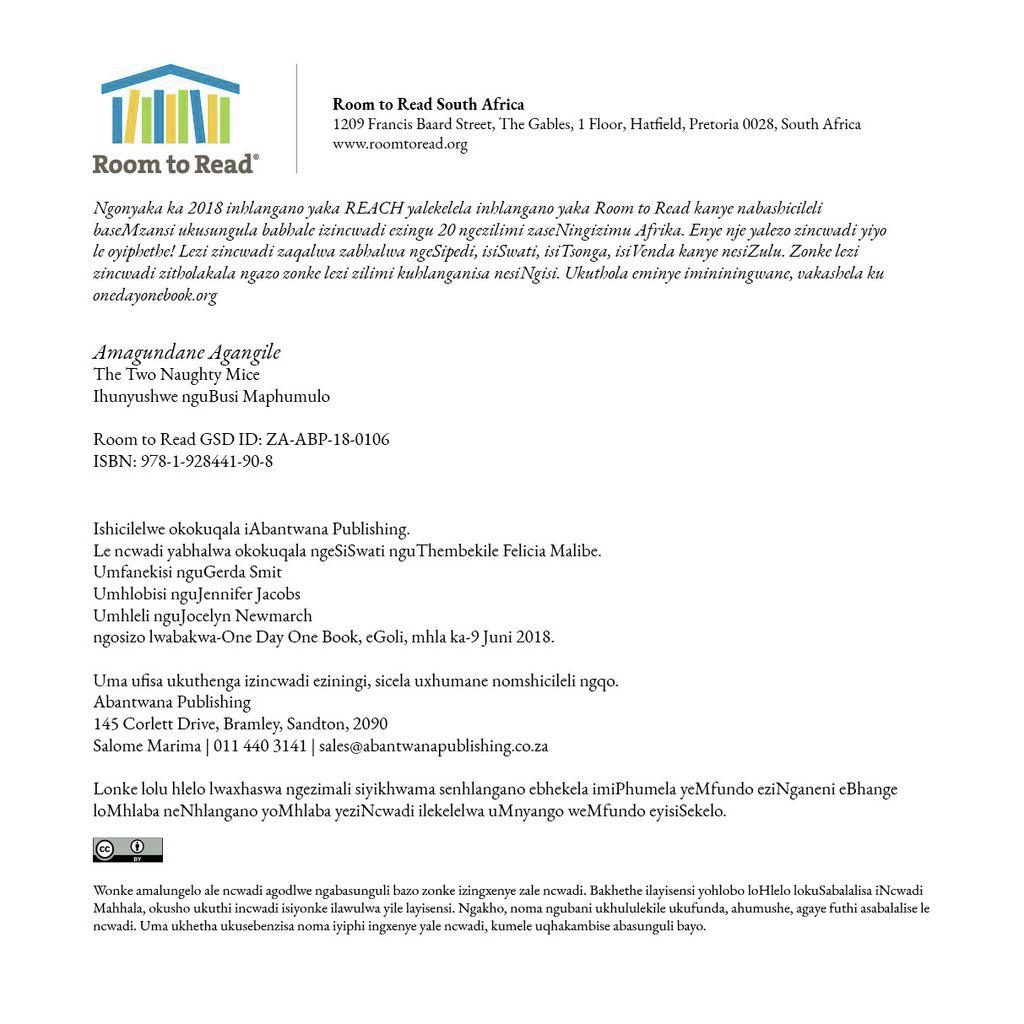 Room to Read®
Room to Read South Africa
1209 Francis Baard Street, The Gables, 1 Floor, Hatfield, Pretoria 0028, South Africa
www.roomtoread.org
Ngonyaka ka 2018 inhlangano yaka REACH yalekelela inhlangano yaka Room to Read kanye nabashicileli
baseMzansi ukusungula babhale izincwadi ezingu 20 ngezilimi zaseNingizimu Afrika. Enye nje yalezo zincwadi yiyo
le oyiphethe! Lezi zincwadi zaqalwa zabhalwa ngeSipedi, isiSwati, isiTsonga, isiVenda kanye nesiZulu. Zonke lezi
zincwadi zitholakala ngazo zonke lezi zilimi kuhlanganisa nesiNgisi. Ukuthola eminye imininingwane, vakashela ku
onedayonebook.org
Amagundane Agangile
The Two Naughty Mice
Ihunyushwe nguBusi Maphumulo
Room to Read GSD ID: ZA-ABP-18-0106
ISBN: 978-1-928441-90-8
Ishicilelwe okokuqala iAbantwana Publishing.
Le ncwadi yabhalwa okokuqala ngeSiSwati nguThembekile Felicia Malibe.
Umfanekisi nguGerda Smit
Umhlobisi nguJennifer Jacobs
Umhleli nguJocelyn Newmarch
ngosizo lwabakwa-One Day One Book, eGoli, mhla ka-9 Juni 2018.
Uma ufisa ukuthenga izincwadi eziningi, sicela uxhumane nomshicileli ngqo.
Abantwana Publishing
145 Corlett Drive, Bramley, Sandton, 2090
Salome Marima | 011 440 3141 | sales@abantwanapublishing.co.za
Lonke lolu hlelo lwaxhaswa ngezimali siyikhwama senhlangano ebhekela imiPhumela yeMfundo eziNganeni eBhange
loMhlaba neNhlangano yoMhlaba yeziNcwadi ilekelelwa uMnyango weMfundo eyisiSekelo.
cc BY
Wonke amalungelo ale ncwadi agodlwe ngabasunguli bazo zonke izingxenye zale ncwadi. Bakhethe ilayisensi yohlobo loHlelo lokuSabalalisa iNcwadi
Mahhala, okusho ukuthi incwadi isiyonke ilawulwa yile layisensi. Ngakho, noma ngubani ukhululekile ukufunda, ahumushe, agaye futhi asabalalise le
ncwadi. Uma ukhetha ukusebenzisa noma iyiphi ingxenye yale ncwadi, kumele uqhakambise abasunguli bayo.